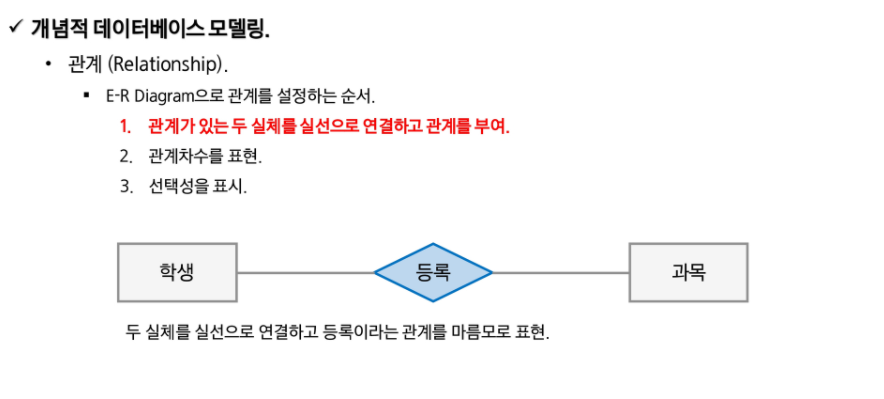 ✓ 개념적 데이터베이스 모델링.
• 관계 (Relationship).
▪ E-R Diagram으로 관계를 설정하는 순서.
1. 관계가 있는 두 실체를 실선으로 연결하고 관계를 부여.
2. 관계차수를 표현.
3. 선택성을 표시.
학생 등록 과목
두 실체를 실선으로 연결하고 등록이라는 관계를 마름모로 표현.